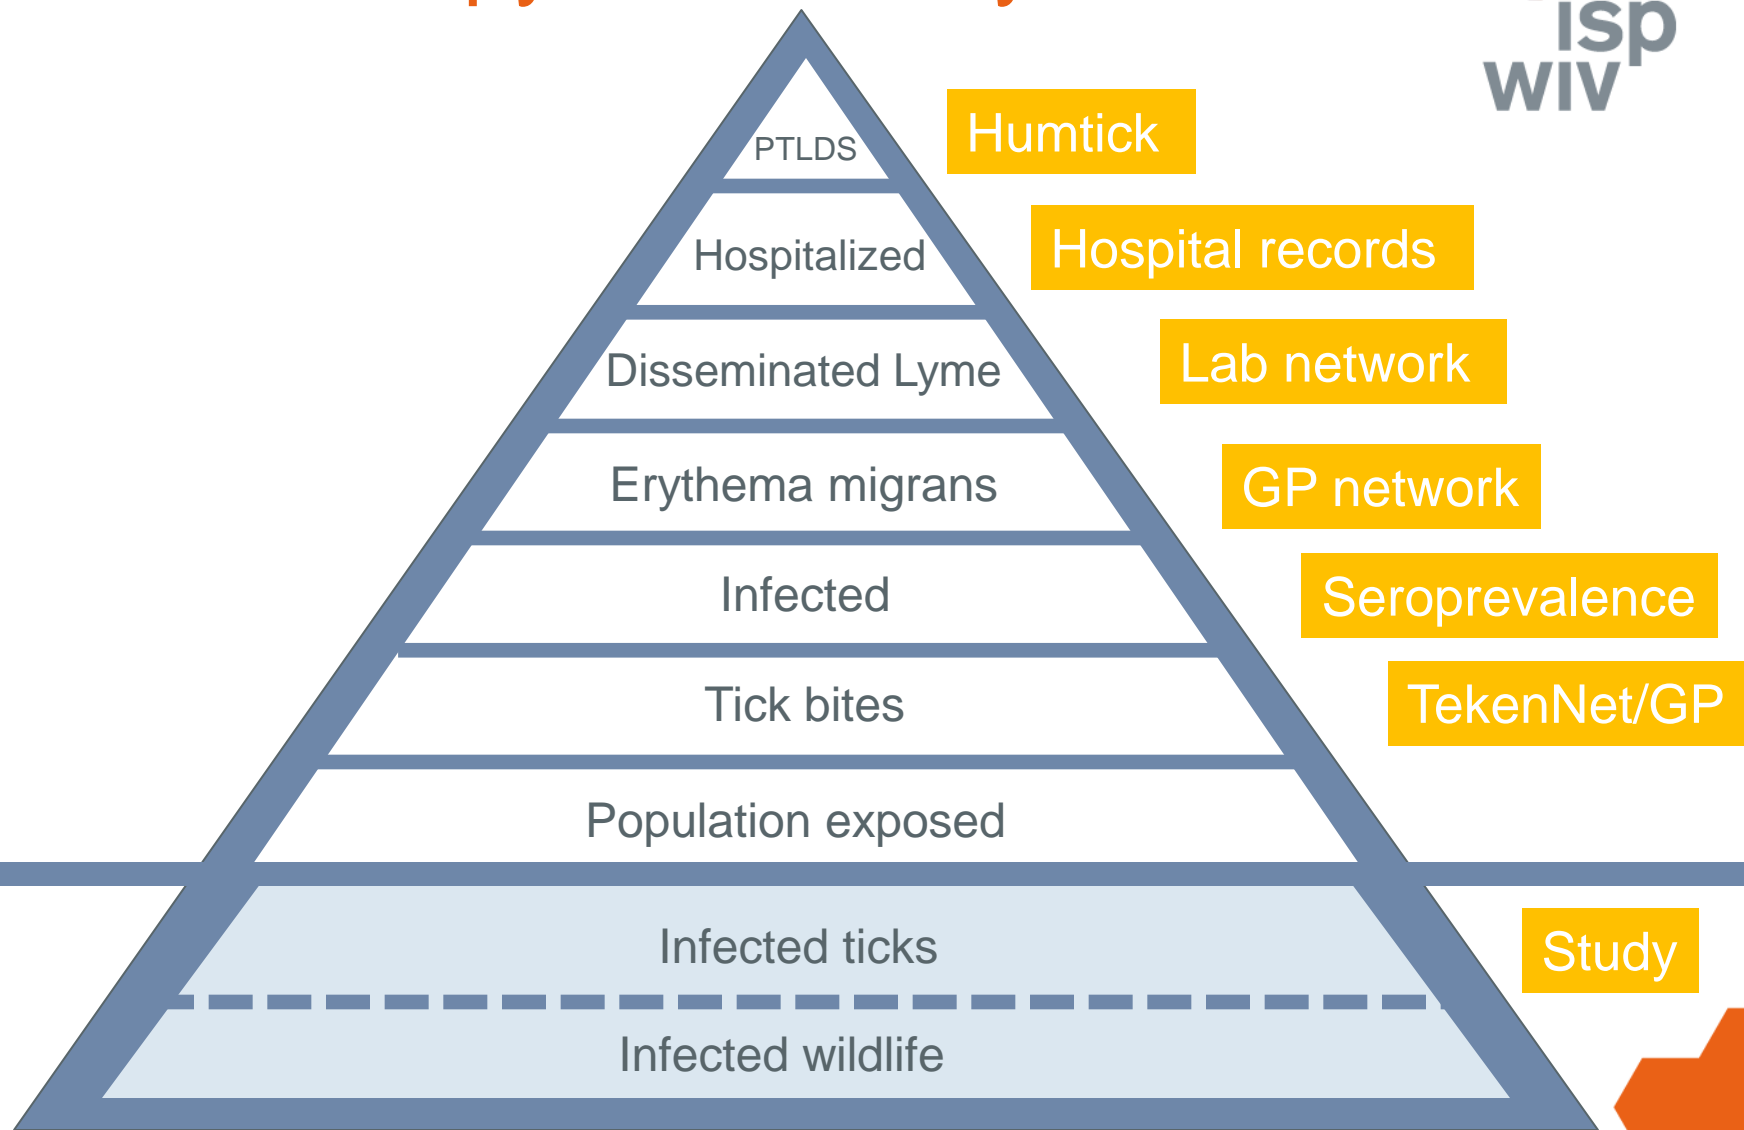 isp
WIV
PTLDS
Humtick
Hospitalized
Hospital records
Disseminated Lyme
Lab network
Erythema migrans
GP network
Infected
Seroprevalence
Tick bites
TekenNet/GP
Population exposed
Infected ticks
Study
Infected wildlife